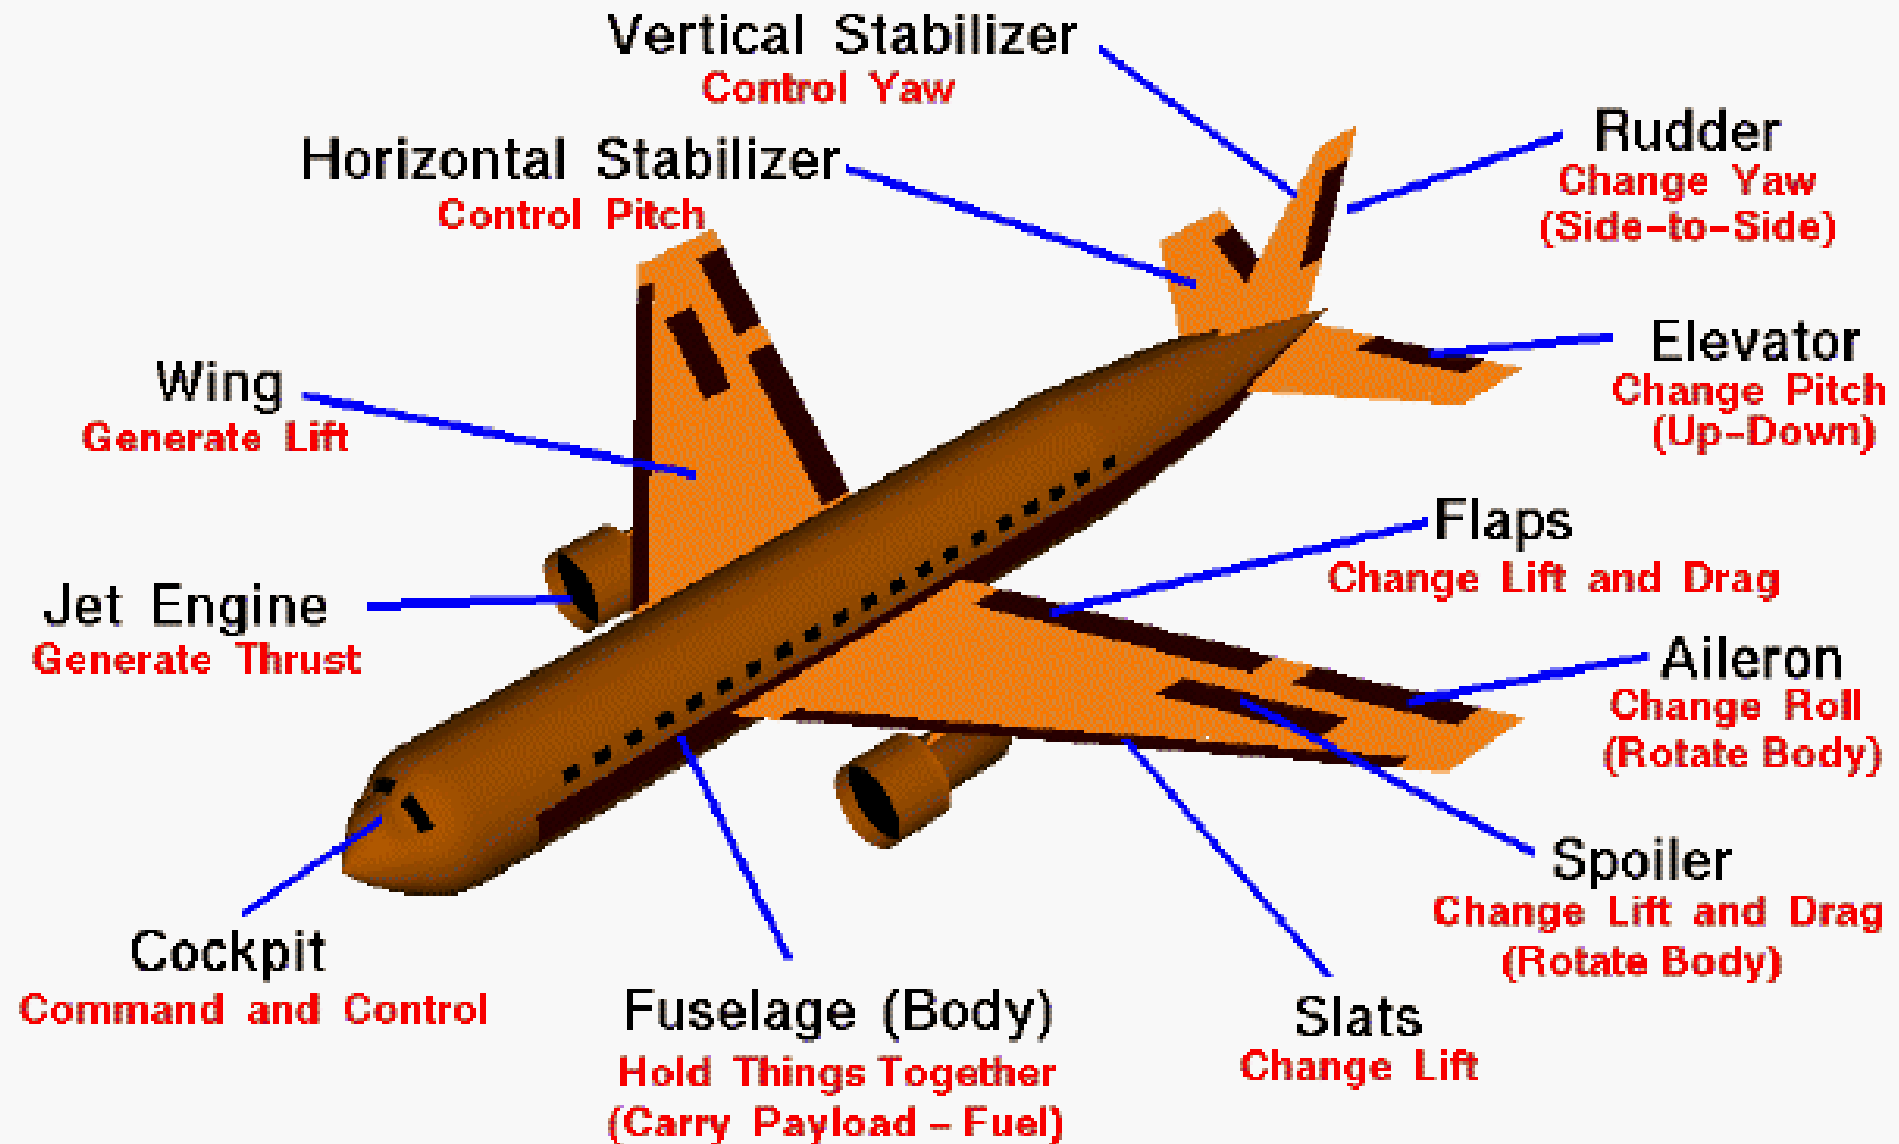 Vertical Stabilizer
Control Yaw
Horizontal Stabilizer
Control Pitch
Rudder
Change Yaw
(Side-to-Side)
Wing
Generate Lift
Elevator
Change Pitch
(Up-Down)
Flaps
Change Lift and Drag
Jet Engine
Generate Thrust
Aileron
Change Roll
(Rotate Body)
Spoiler
Change Lift and Drag
(Rotate Body)
Cockpit
Command and Control
Fuselage (Body)
Hold Things Together
(Carry Payload - Fuel)
Slats
Change Lift